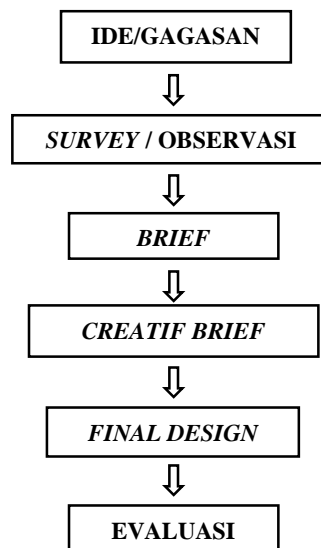 IDE/GAGASAN
SURVEY / OBSERVASI
BRIEF
CREATIF BRIEF
FINAL DESIGN
EVALUASI